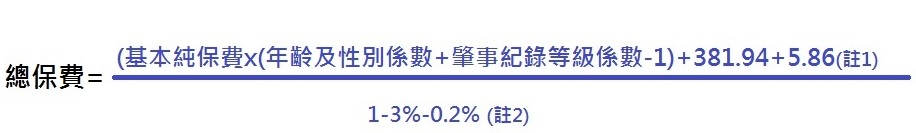 總保費= (基本純保費x(年齡及性別係數+肇事紀錄等級係數-1)+381.94+5.86(註1)
1-3%-0.2% (註2)